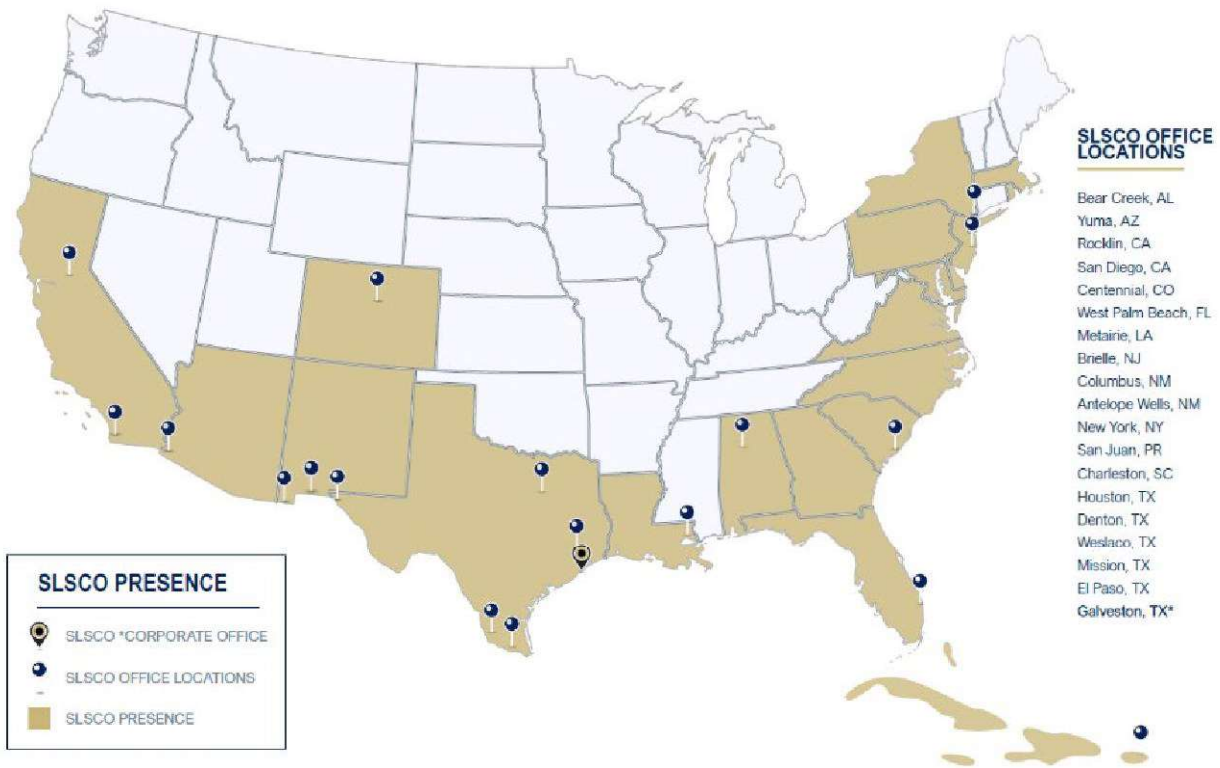 SLSCO OFFICE
LOCATIONS
Bear Creek, AL
Yuma, AZ
Rocklin, CA
San Diego, CA
Centennial, CO
West Palm Beach, FL
Metairie, LA
Brielle, NJ
Columbus, NM
Antelope Wells, NM
New York, NY
San Juan, PR
Charleston, SC
Houston, TX
Denton, TX
Weslaco, TX
Mission, TX
El Paso, TX
Galveston, TX*
SLSCO PRESENCE
SLSCO *CORPORATE OFFICE
SLSCO OFFICE LOCATIONS
SLSCO PRESENCE